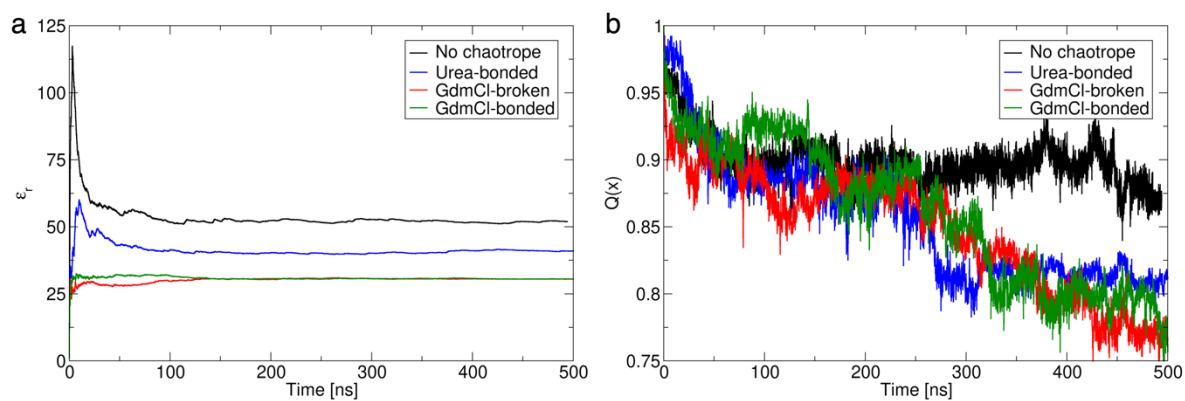 a
125
100
75
50
25
0
εr
0 100 200 300 400 500
Time [ns]
No chaotrope
Urea-bonded
GdmCl-broken
GdmCl-bonded
b
1
0.95
0.9
0.85
0.8
0.75
Q(x)
0 100 200 300 400 500
Time [ns]
No chaotrope
Urea-bonded
GdmCl-broken
GdmCl-bonded